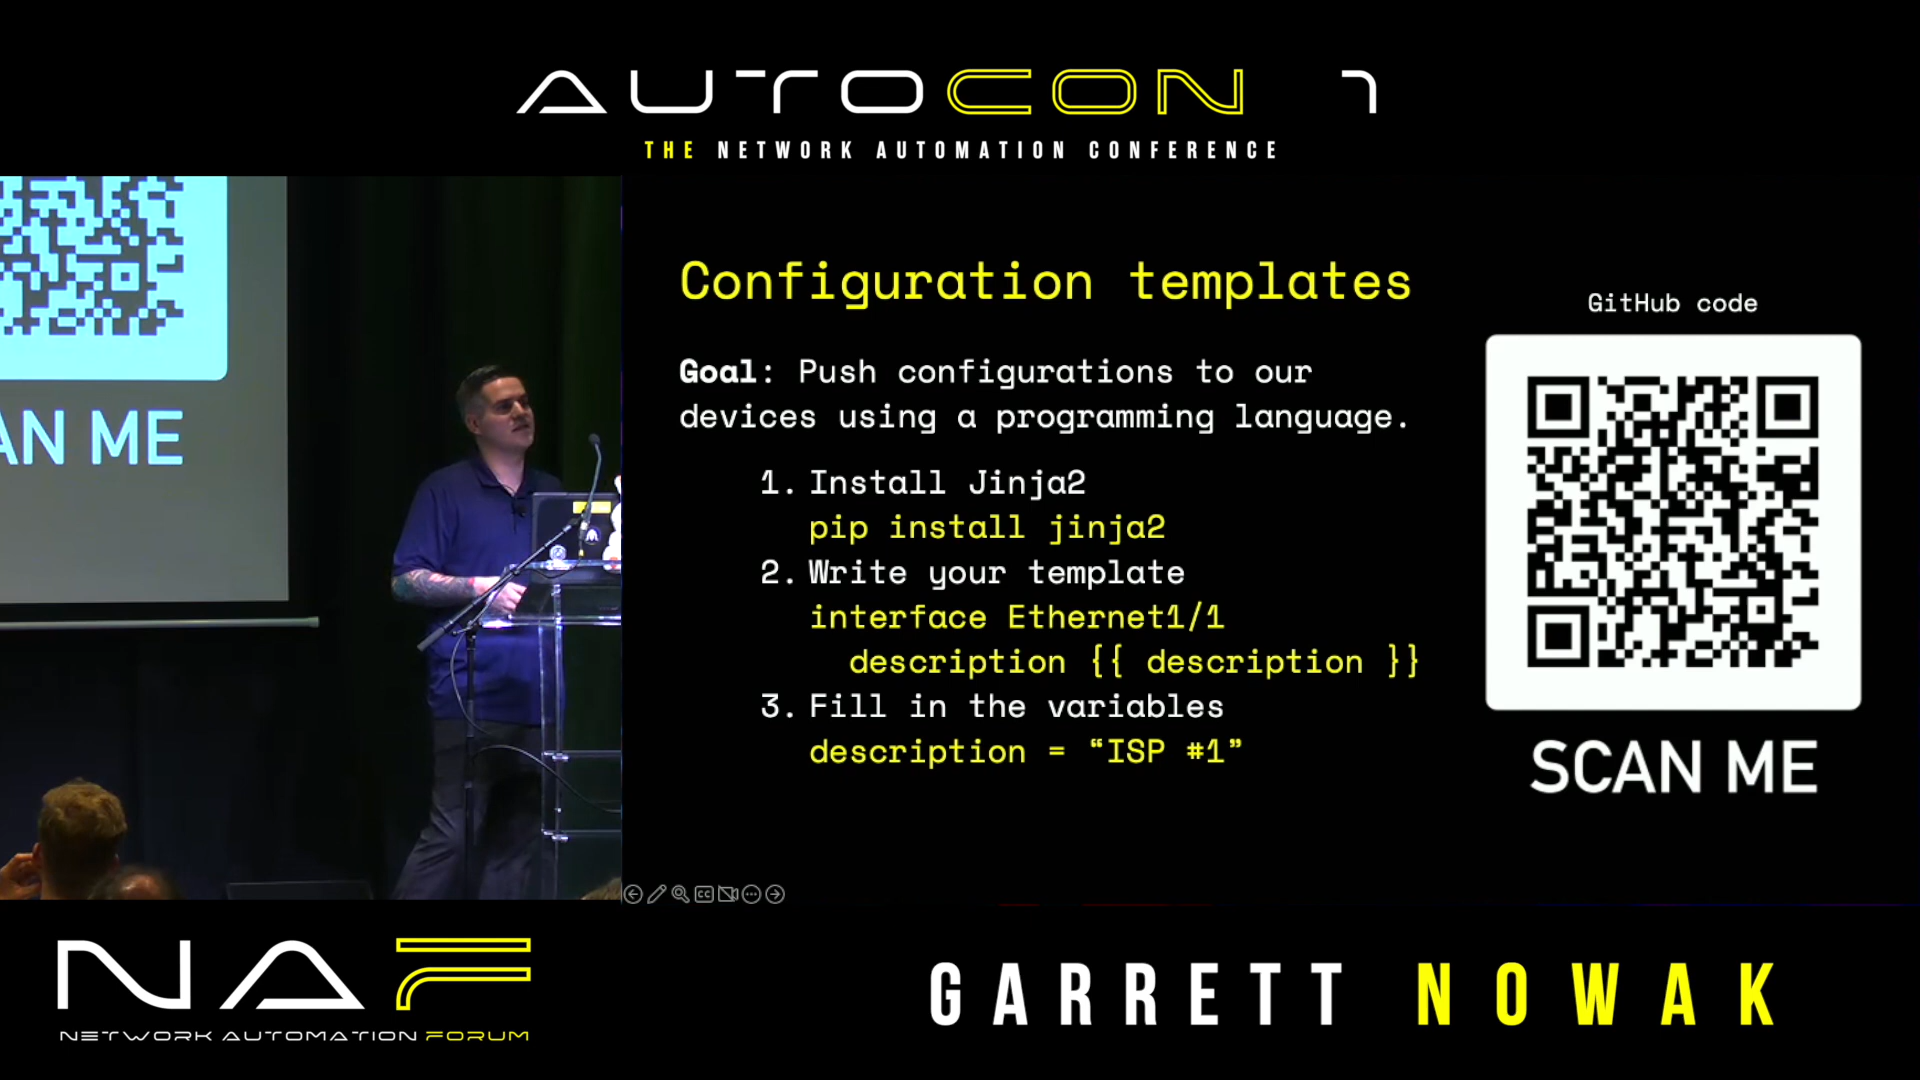 AUTOCON 1
THE NETWORK AUTOMATION CONFERENCE
AN ME
Configuration templates
Goal: Push configurations to our
devices using a programming language.
1. Install Jinja2
pip install jinja2
2. Write your template
interface Ethernet1/1
description {{ description }}
3. Fill in the variables
description = “ISP #1”
GitHub code
SCAN ME
NAF
NETWORK AUTOMATION FORUM
GARRETT NOWAK